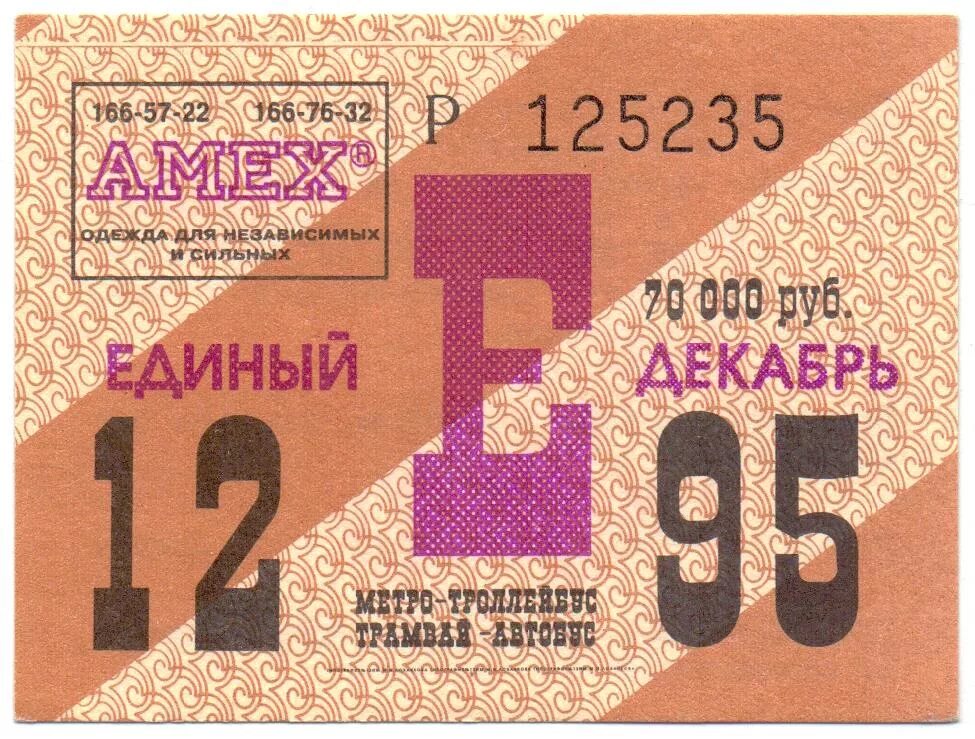 166-57-22 166-76-32
АМЕХ®
ОДЕЖДА ДЛЯ НЕЗАВИСИМЫХ
И СИЛЬНЫХ
Р 125235
Е
70 000 руб.
ЕДИНЫЙ
ДЕКАБРЬ
12
95
МЕТРО-ТРОЛЛЕЙБУС
ТРАМВАЙ-АВТОБУС